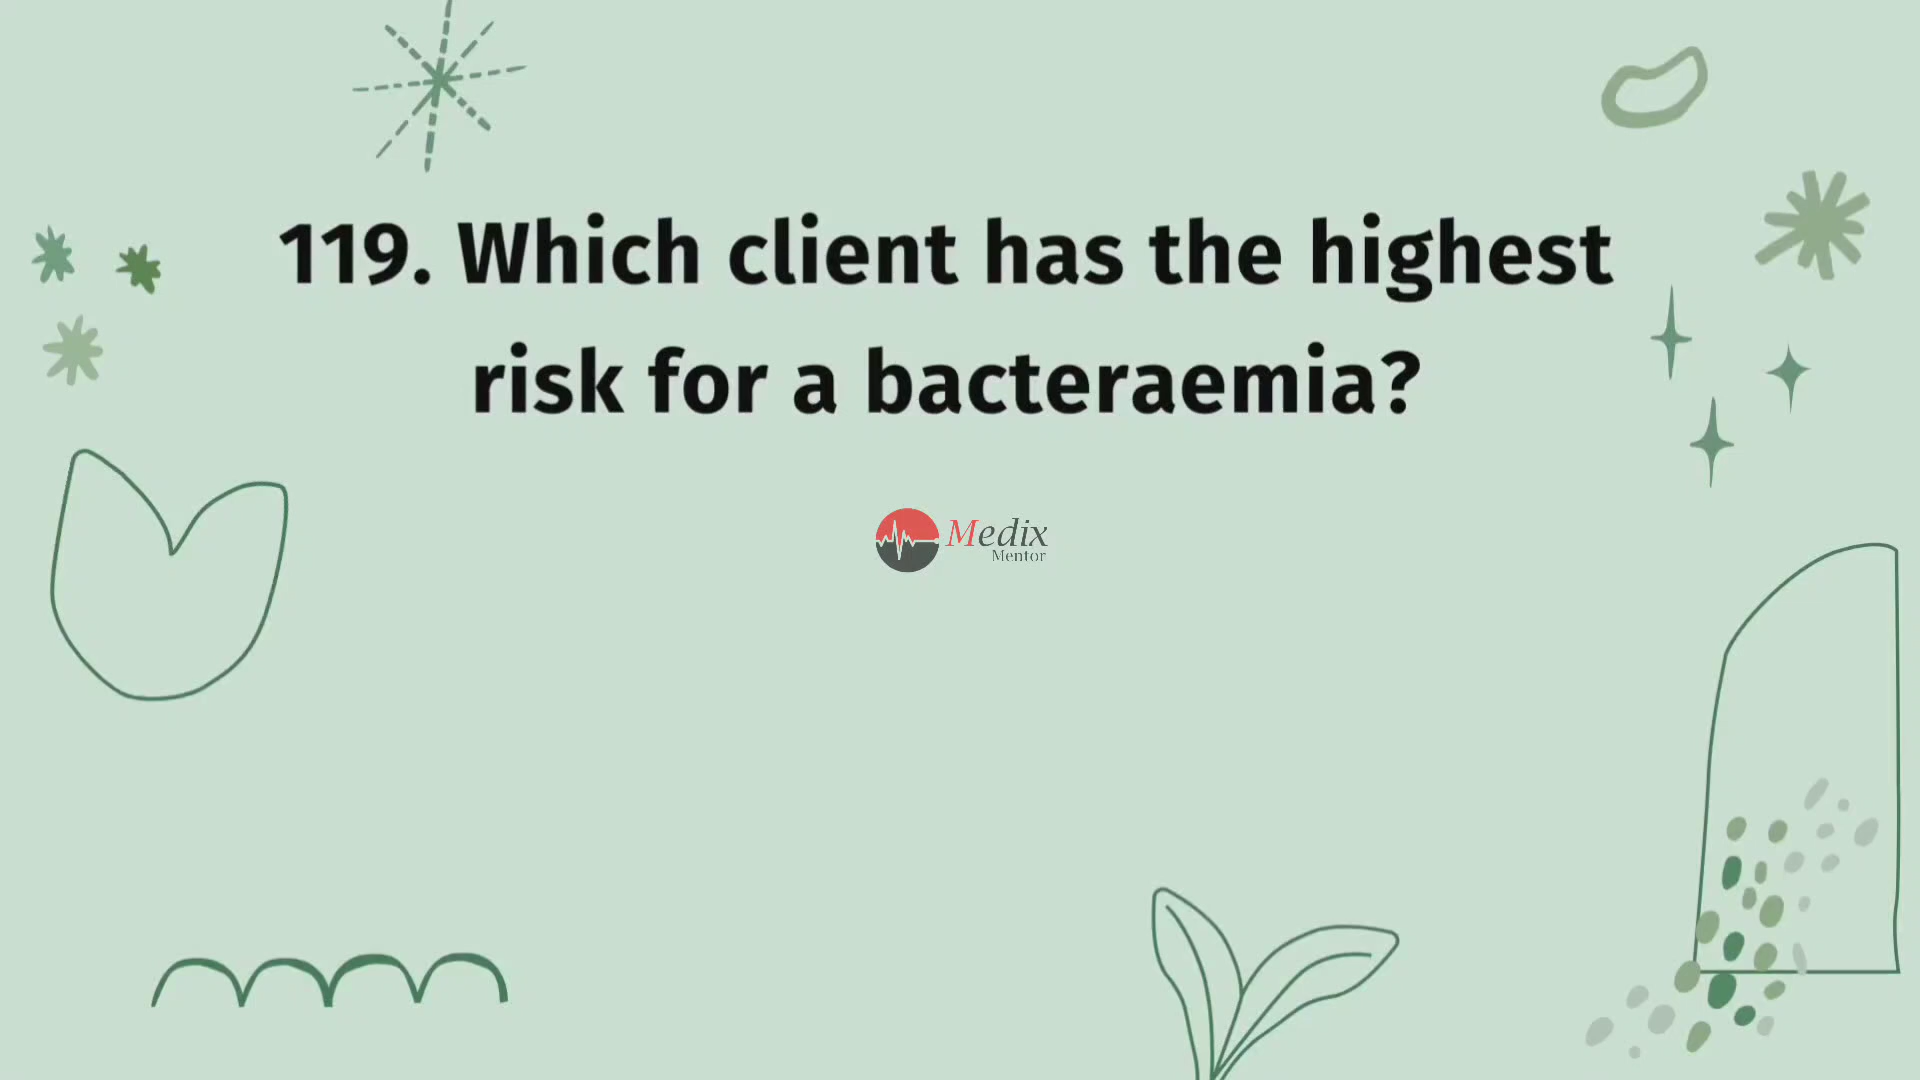 119. Which client has the highest
risk for a bacteraemia?
Medix
Mentor